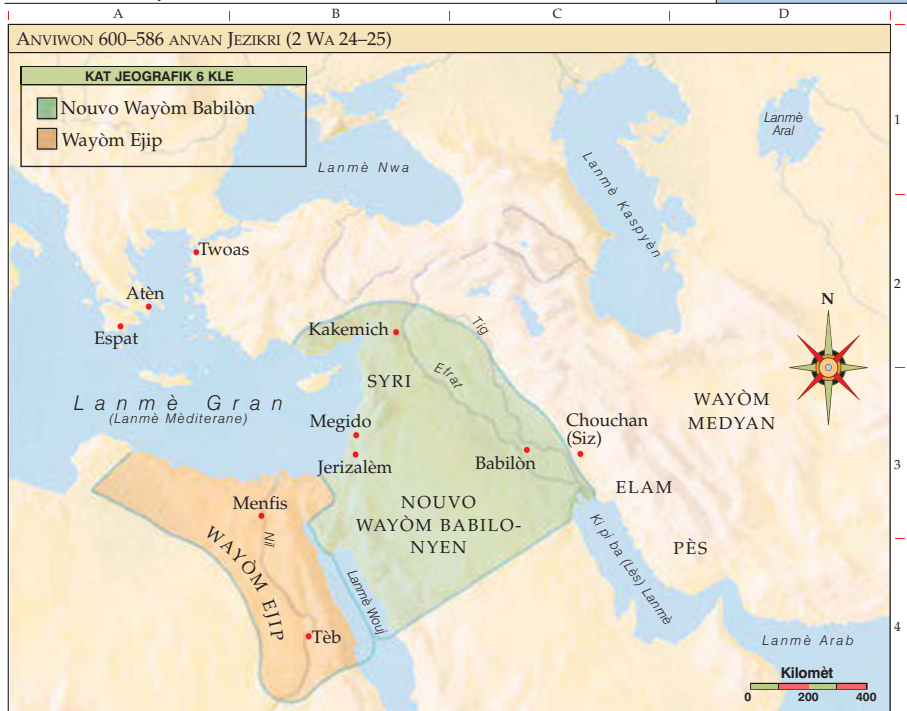 A B C D
ANVIWON 600–586 ANVAN JEZIKRI (2 WA 24–25)
KAT JEOGRAFIK 6 KLE
Nouvo Wayòm Babilòn
Wayòm Ejip
1
Lanmè
Aral
Lanmè Nwa
Lanmè Kaspyèn
Twoas
2
Atèn
N
Espat
Kakemich
Tig
Efrat
SYRI
WAYÒM
MEDYAN
Lanmè Gran
(Lanmè Mèditerane)
Megido
Chouchan
(Siz)
Jerizalèm
Babilòn
3
ELAM
Menfis
NOUVO
WAYÒM BABILO-
NYEN
Nil
PÈS
WAYÒM EJIP
Lanmè Wouj
Ki pi ba (Lès) Lanmè
Tèb
4
Lanmè Arab
Kilomèt
0 200 400